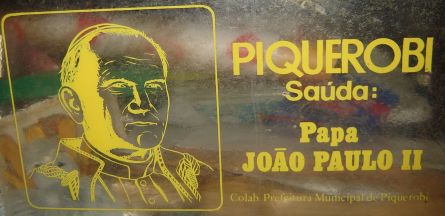 PIQUEROBI
Saúda:
Papa
JOÃO PAULO II
Colab. Prefeitura Municipal de Piquerobi